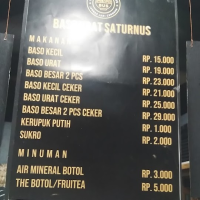 BASO URAT SATURNUS
MAKANAN
BASO KECIL RP. 15.000
BASO URAT RP. 19.000
BASO BESAR 2 PCS RP. 23.000
BASO KECIL CEKER RP. 21.000
BASO URAT CEKER RP. 25.000
BASO BESAR 2 PCS CEKER RP. 29.000
KERUPUK PUTIH RP. 1.000
SUKRO RP. 2.000
MINUMAN
AIR MINERAL BOTOL RP. 3.000
THE BOTOL/FRUITEA RP. 5.000